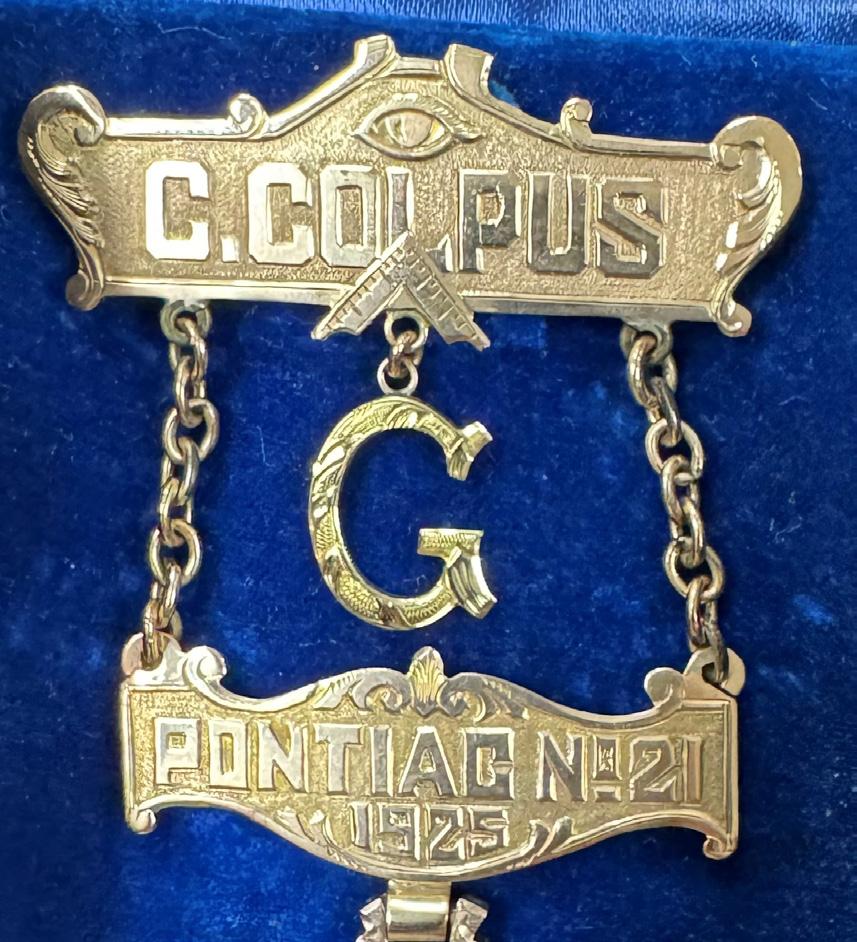 C. COLPUS
G
PONTIAC No 21
1925